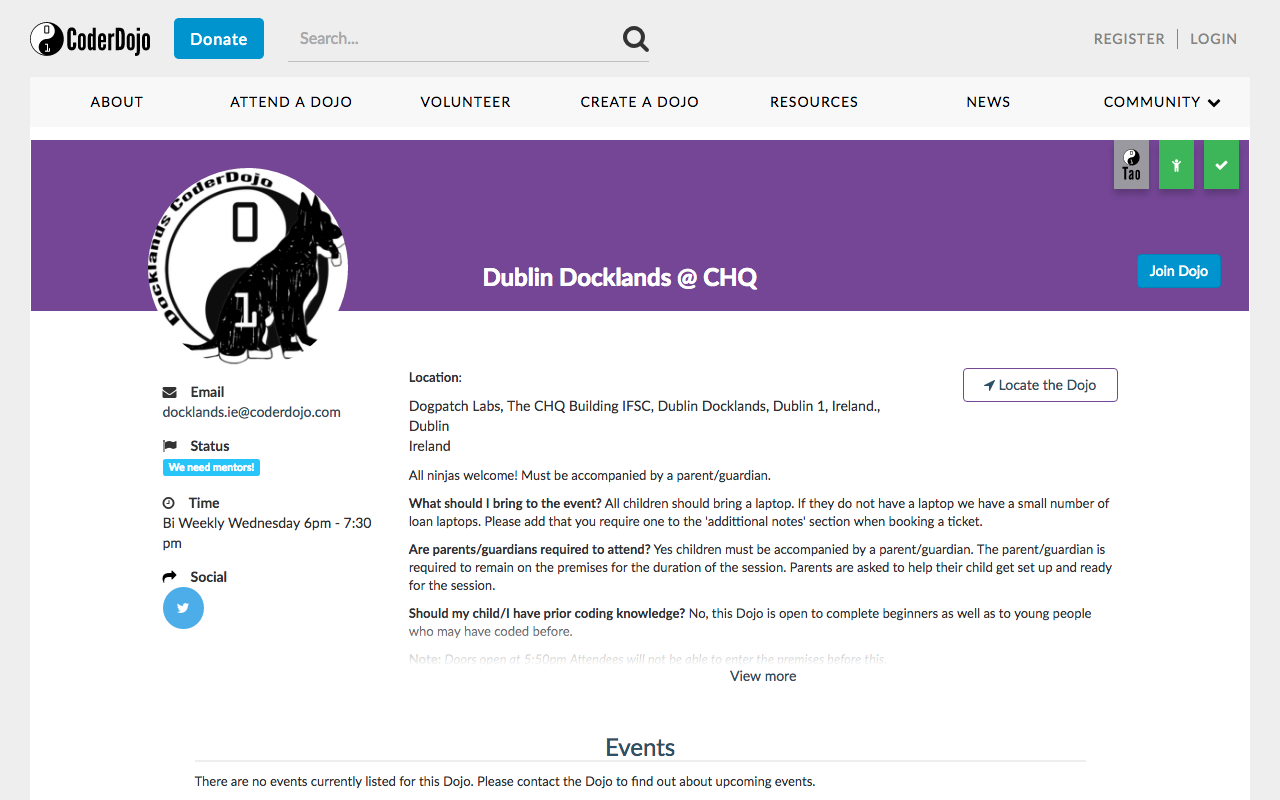 CoderDojo
Donate
Search...
REGISTER
LOGIN
ABOUT
ATTEND A DOJO
VOLUNTEER
CREATE A DOJO
RESOURCES
NEWS
COMMUNITY
Tao
Docklands CoderDojo
0
1
Dublin Docklands @ CHQ
Join Dojo
Email
docklands.ie@coderdojo.com
Status
We need mentors!
Time
Bi Weekly Wednesday 6pm - 7:30
pm
Social
Location:
Locate the Dojo
Dogpatch Labs, The CHQ Building IFSC, Dublin Docklands, Dublin 1, Ireland.,
Dublin
Ireland
All ninjas welcome! Must be accompanied by a parent/guardian.
What should I bring to the event? All children should bring a laptop. If they do not have a laptop we have a small number of
loan laptops. Please add that you require one to the 'addittional notes' section when booking a ticket.
Are parents/guardians required to attend? Yes children must be accompanied by a parent/guardian. The parent/guardian is
required to remain on the premises for the duration of the session. Parents are asked to help their child get set up and ready
for the session.
Should my child/I have prior coding knowledge? No, this Dojo is open to complete beginners as well as to young people
who may have coded before.
Note: Doors open at 5:50pm Attendees will not be able to enter the premises before this.
View more
Events
There are no events currently listed for this Dojo. Please contact the Dojo to find out about upcoming events.